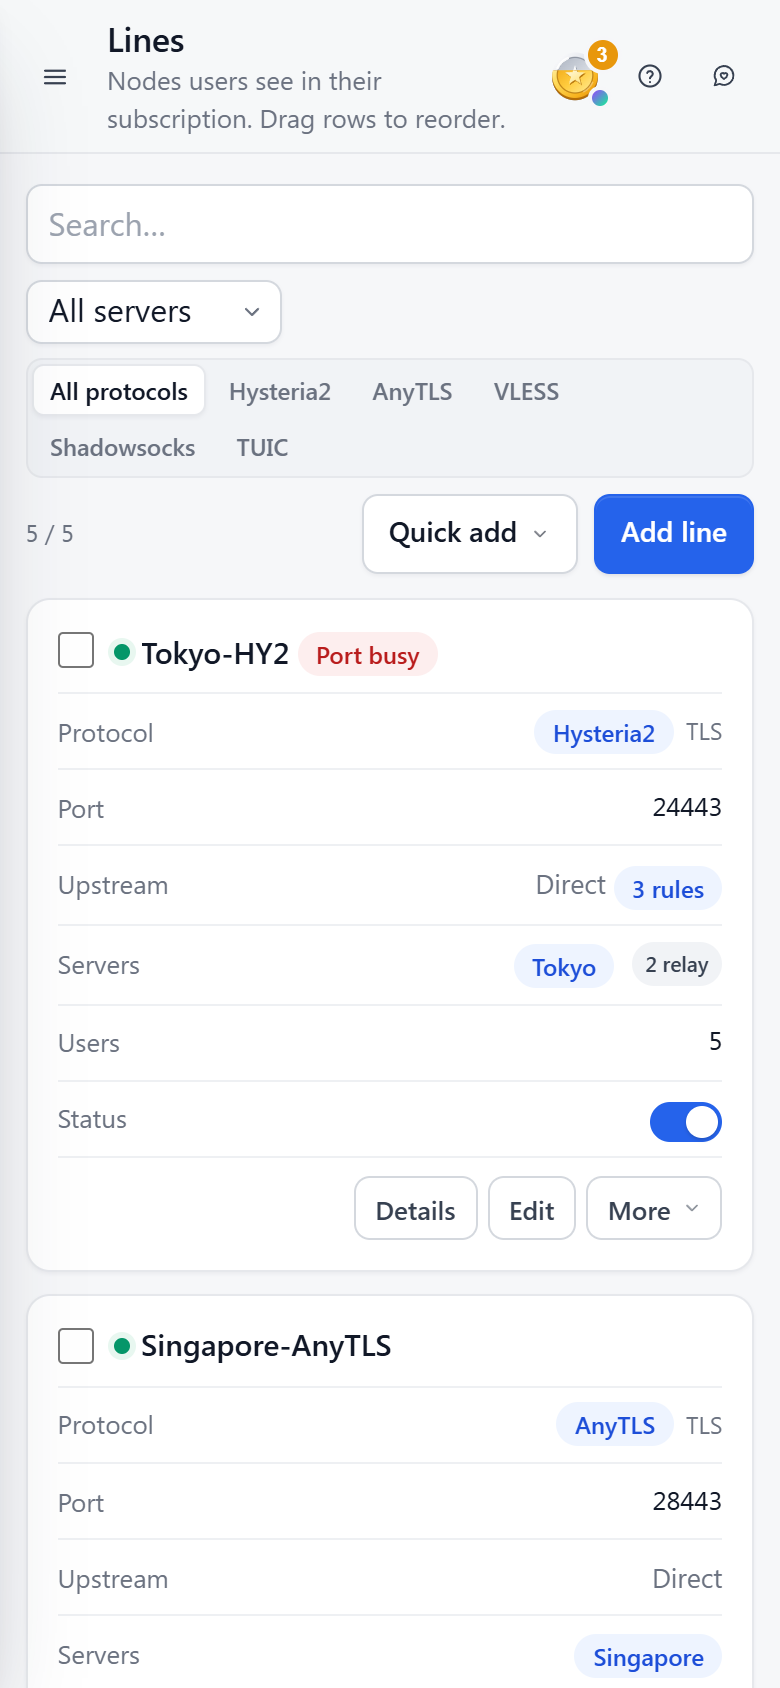 Lines
Nodes users see in their
subscription. Drag rows to reorder.
3
Search...
All servers
All protocols Hysteria2 AnyTLS VLESS
Shadowsocks TUIC
5 / 5
Quick add
Add line
Tokyo-HY2 Port busy
Protocol Hysteria2 TLS
Port 24443
Upstream Direct 3 rules
Servers Tokyo 2 relay
Users 5
Status
Details Edit More
Singapore-AnyTLS
Protocol AnyTLS TLS
Port 28443
Upstream Direct
Servers Singapore